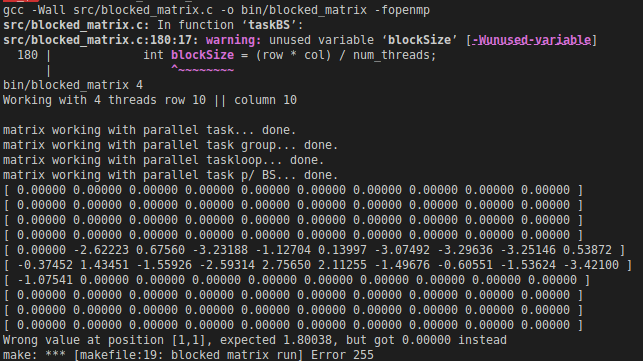 gcc -Wall src/blocked_matrix.c -o bin/blocked_matrix -fopenmp
src/blocked_matrix.c: In function ‘taskBS’:
src/blocked_matrix.c:180:17: warning: unused variable ‘blockSize’ [-Wunused-variable]
180 |             int blockSize = (row * col) / num_threads;
|                 ^~~~~~~~~
bin/blocked_matrix 4
Working with 4 threads row 10 || column 10
matrix working with parallel task... done.
matrix working with parallel task group... done.
matrix working with parallel taskloop... done.
matrix working with parallel task p/ BS... done.
[ 0.00000 0.00000 0.00000 0.00000 0.00000 0.00000 0.00000 0.00000 0.00000 0.00000 ]
[ 0.00000 0.00000 0.00000 0.00000 0.00000 0.00000 0.00000 0.00000 0.00000 0.00000 ]
[ 0.00000 0.00000 0.00000 0.00000 0.00000 0.00000 0.00000 0.00000 0.00000 0.00000 ]
[ 0.00000 0.00000 0.00000 0.00000 0.00000 0.00000 0.00000 0.00000 0.00000 0.00000 ]
[ 0.00000 -2.62223 0.67560 -3.23188 -1.12704 0.13997 -3.07492 -3.29636 -3.25146 0.53872 ]
[ -0.37452 1.43451 -1.55926 -2.59314 2.75650 2.11255 -1.49676 -0.60551 -1.53624 -3.42100 ]
[ -1.07541 0.00000 0.00000 0.00000 0.00000 0.00000 0.00000 0.00000 0.00000 0.00000 ]
[ 0.00000 0.00000 0.00000 0.00000 0.00000 0.00000 0.00000 0.00000 0.00000 0.00000 ]
[ 0.00000 0.00000 0.00000 0.00000 0.00000 0.00000 0.00000 0.00000 0.00000 0.00000 ]
[ 0.00000 0.00000 0.00000 0.00000 0.00000 0.00000 0.00000 0.00000 0.00000 0.00000 ]
Wrong value at position [1,1], expected 1.80038, but got 0.00000 instead
make: *** [makefile:19: blocked_matrix_run] Error 255